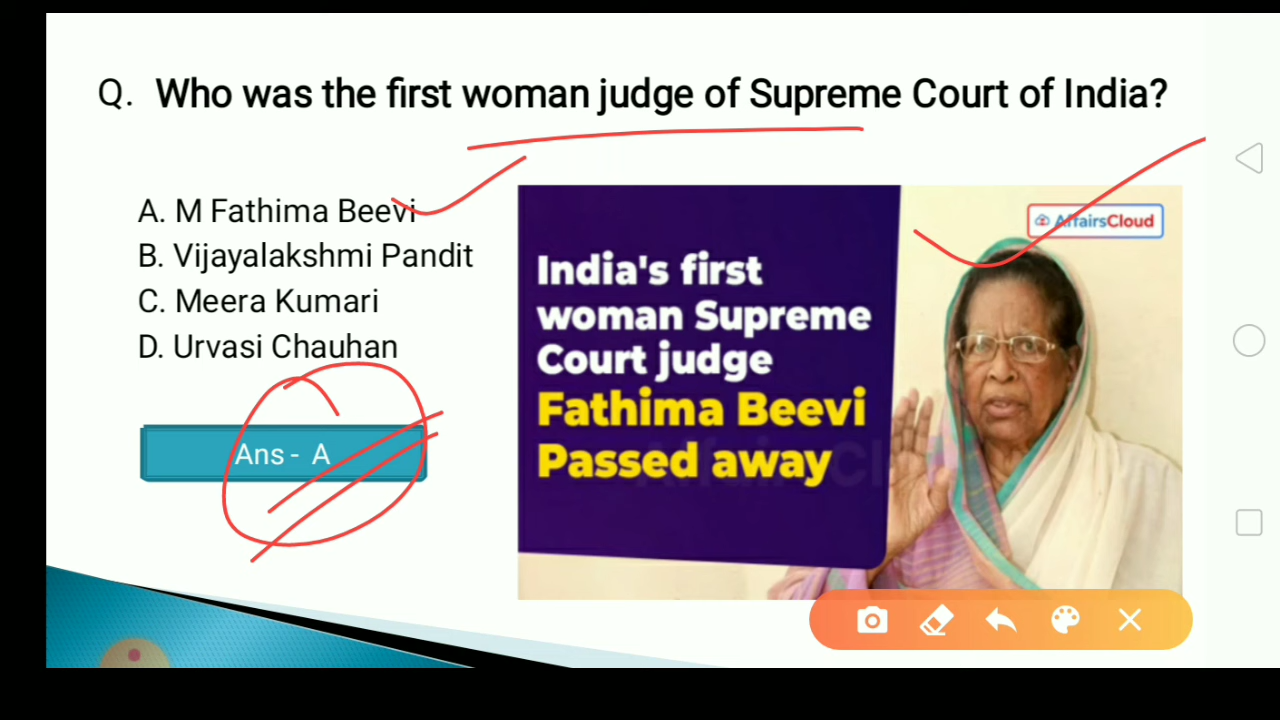 Q. Who was the first woman judge of Supreme Court of India?
A. M Fathima Beevi
B. Vijayalakshmi Pandit
C. Meera Kumari
D. Urvasi Chauhan
Ans - A
AffairsCloud
India's first
woman Supreme
Court judge
Fathima Beevi
Passed away